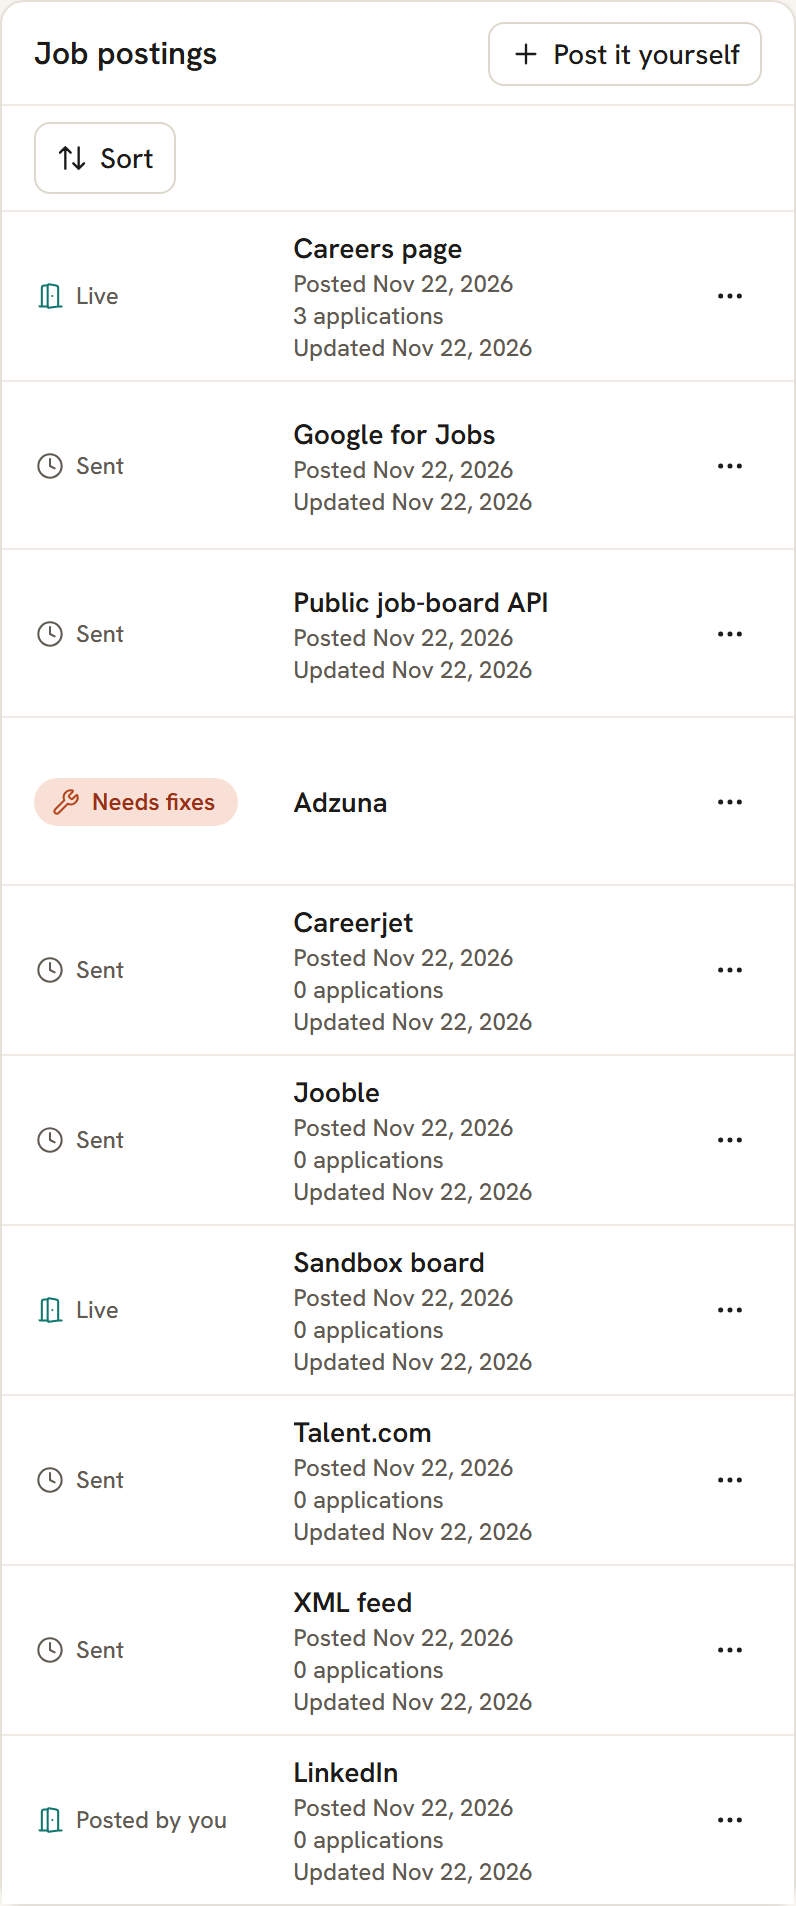 Job postings
Post it yourself
Sort
Live
Careers page
Posted Nov 22, 2026
3 applications
Updated Nov 22, 2026
Sent
Google for Jobs
Posted Nov 22, 2026
Updated Nov 22, 2026
Sent
Public job-board API
Posted Nov 22, 2026
Updated Nov 22, 2026
Needs fixes
Adzuna
Sent
Careerjet
Posted Nov 22, 2026
0 applications
Updated Nov 22, 2026
Sent
Jooble
Posted Nov 22, 2026
0 applications
Updated Nov 22, 2026
Live
Sandbox board
Posted Nov 22, 2026
0 applications
Updated Nov 22, 2026
Sent
Talent.com
Posted Nov 22, 2026
0 applications
Updated Nov 22, 2026
Sent
XML feed
Posted Nov 22, 2026
0 applications
Updated Nov 22, 2026
Posted by you
LinkedIn
Posted Nov 22, 2026
0 applications
Updated Nov 22, 2026